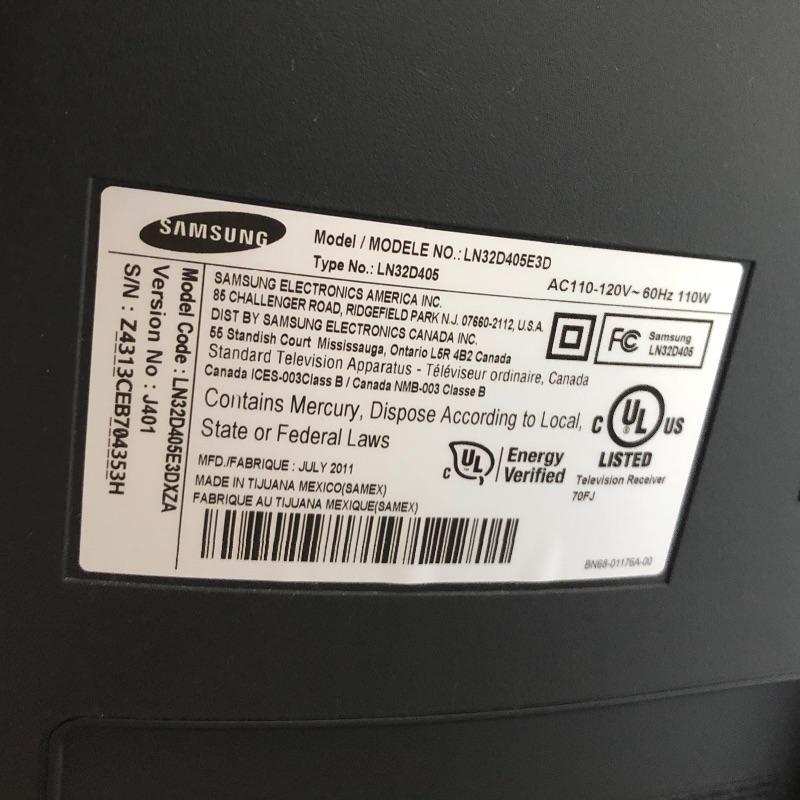 SAMSUNG
Model / MODELE NO.: LN32D405E3D
Type No.: LN32D405
AC110-120V~ 60Hz 110W
SAMSUNG ELECTRONICS AMERICA INC.
85 CHALLENGER ROAD, RIDGEFIELD PARK N.J. 07660-2112, U.S.A.
DIST BY SAMSUNG ELECTRONICS CANADA INC.
55 Standish Court Mississauga, Ontario L5R 4B2 Canada
Standard Television Apparatus - Téléviseur ordinaire, Canada
Canada ICES-003Class B / Canada NMB-003 Classe B
FC Samsung
LN32D405
Contains Mercury, Dispose According to Local,
State or Federal Laws
C UL US
LISTED
Television Receiver
70FJ
C UL Energy
Verified
MFD./FABRIQUE : JULY 2011
MADE IN TIJUANA MEXICO(SAMEX)
FABRIQUE AU TIJUANA MEXIQUE(SAMEX)
BN68-01176A-00
Model Code : LN32D405E3DXZA
Version No : J401
S/N : Z4313CEB704353H